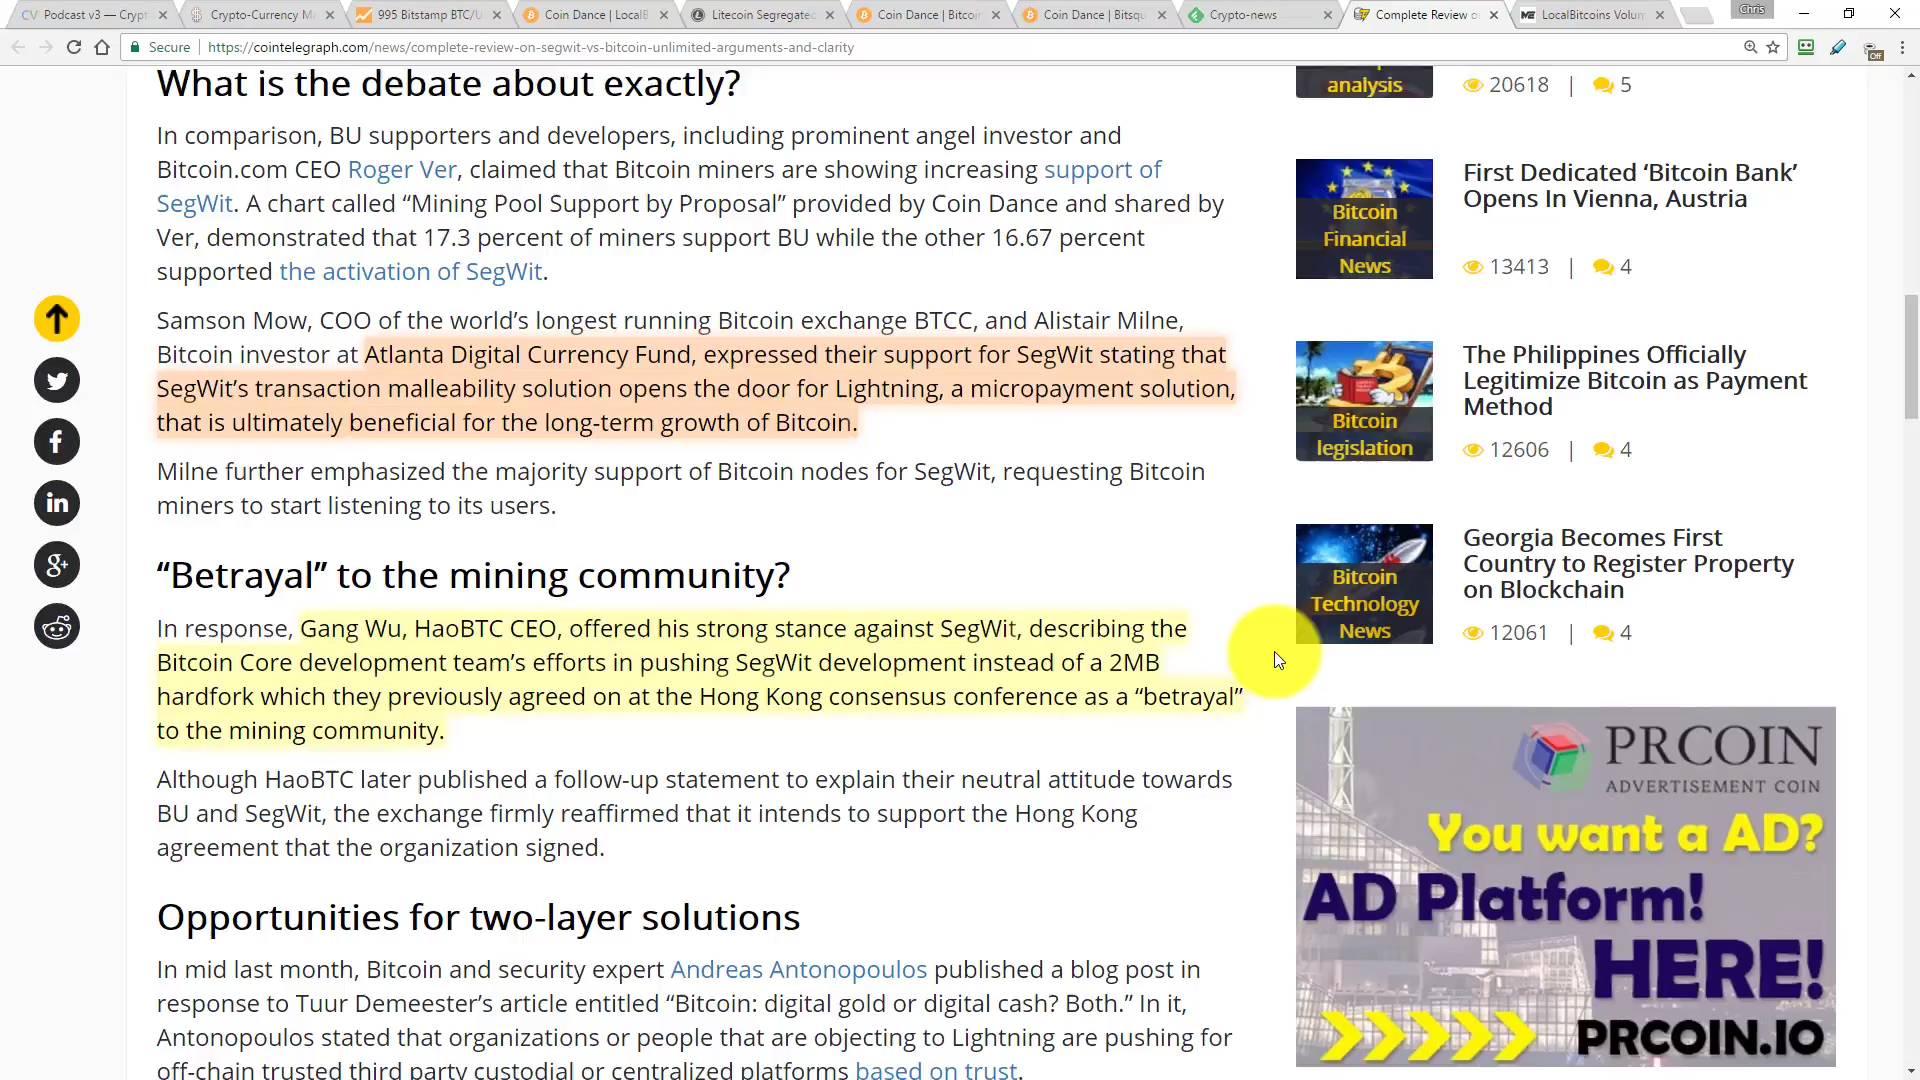 Podcast v3 — Crypt
Crypto-Currency M
995 Bitstamp BTC/U
Coin Dance | LocalB
Litecoin Segregate
Coin Dance | Bitcoi
Coin Dance | Bitsqu
Crypto-news
Complete Review o
LocalBitcoins Volum
Chris
Secure
https://cointelegraph.com/news/complete-review-on-segwit-vs-bitcoin-unlimited-arguments-and-clarity
Off
What is the debate about exactly?
In comparison, BU supporters and developers, including prominent angel investor and
Bitcoin.com CEO Roger Ver, claimed that Bitcoin miners are showing increasing support of
SegWit. A chart called “Mining Pool Support by Proposal” provided by Coin Dance and shared by
Ver, demonstrated that 17.3 percent of miners support BU while the other 16.67 percent
supported the activation of SegWit.
Samson Mow, COO of the world’s longest running Bitcoin exchange BTCC, and Alistair Milne,
Bitcoin investor at Atlanta Digital Currency Fund, expressed their support for SegWit stating that
SegWit’s transaction malleability solution opens the door for Lightning, a micropayment solution,
that is ultimately beneficial for the long-term growth of Bitcoin.
Milne further emphasized the majority support of Bitcoin nodes for SegWit, requesting Bitcoin
miners to start listening to its users.
“Betrayal” to the mining community?
In response, Gang Wu, HaoBTC CEO, offered his strong stance against SegWit, describing the
Bitcoin Core development team’s efforts in pushing SegWit development instead of a 2MB
hardfork which they previously agreed on at the Hong Kong consensus conference as a “betrayal”
to the mining community.
Although HaoBTC later published a follow-up statement to explain their neutral attitude towards
BU and SegWit, the exchange firmly reaffirmed that it intends to support the Hong Kong
agreement that the organization signed.
Opportunities for two-layer solutions
In mid last month, Bitcoin and security expert Andreas Antonopoulos published a blog post in
response to Tuur Demeester’s article entitled “Bitcoin: digital gold or digital cash? Both.” In it,
Antonopoulos stated that organizations or people that are objecting to Lightning are pushing for
off-chain trusted third party custodial or centralized platforms based on trust.
analysis
20618 | 5
Bitcoin
Financial
News
First Dedicated ‘Bitcoin Bank’
Opens In Vienna, Austria
13413 | 4
Bitcoin
legislation
The Philippines Officially
Legitimize Bitcoin as Payment
Method
12606 | 4
Bitcoin
Technology
News
Georgia Becomes First
Country to Register Property
on Blockchain
12061 | 4
PRCOIN
ADVERTISEMENT COIN
You want a AD?
AD Platform!
HERE!
PRCOIN.IO